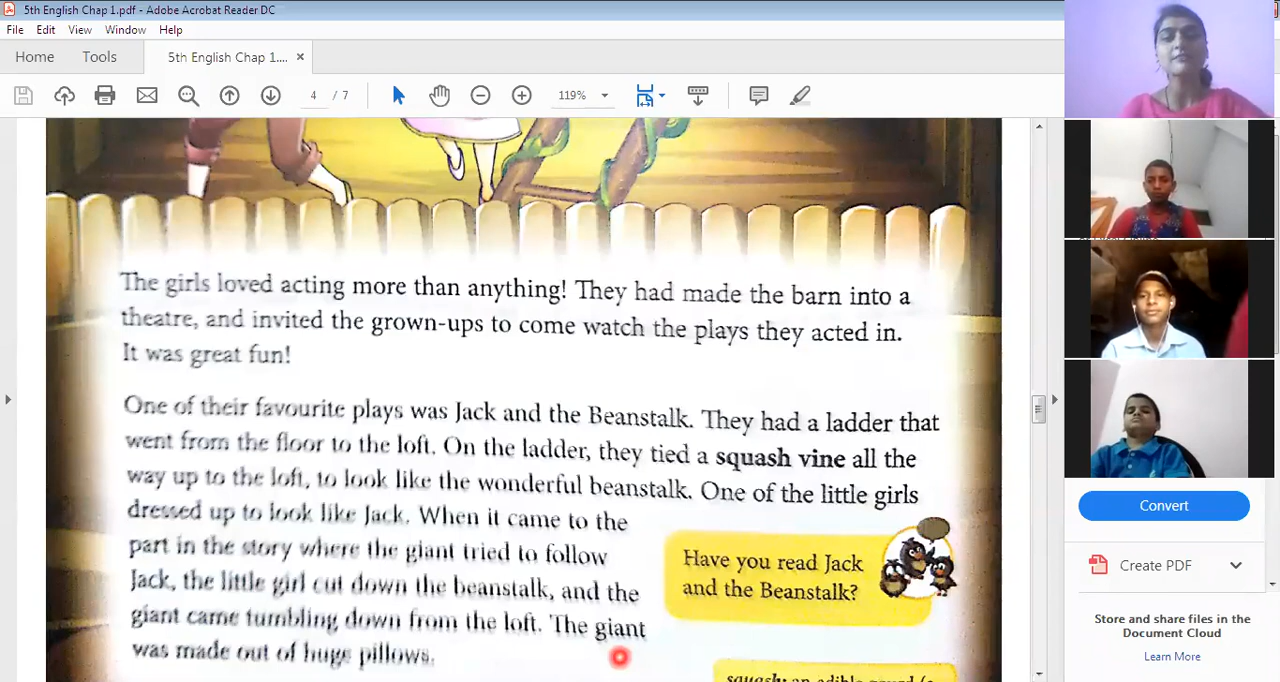 5th English Chap 1.pdf - Adobe Acrobat Reader DC
File Edit View Window Help
Home Tools 5th English Chap 1.... ×
4 / 7 119%
The girls loved acting more than anything! They had made the barn into a
theatre, and invited the grown-ups to come watch the plays they acted in.
It was great fun!
One of their favourite plays was Jack and the Beanstalk. They had a ladder that
went from the floor to the loft. On the ladder, they tied a squash vine all the
way up to the loft, to look like the wonderful beanstalk. One of the little girls
dressed up to look like Jack. When it came to the
part in the story where the giant tried to follow
Jack, the little girl cut down the beanstalk, and the
giant came tumbling down from the loft. The giant
was made out of huge pillows.
Have you read Jack
and the Beanstalk?
squash: an edible gourd (a
Convert
Create PDF
Store and share files in the
Document Cloud
Learn More